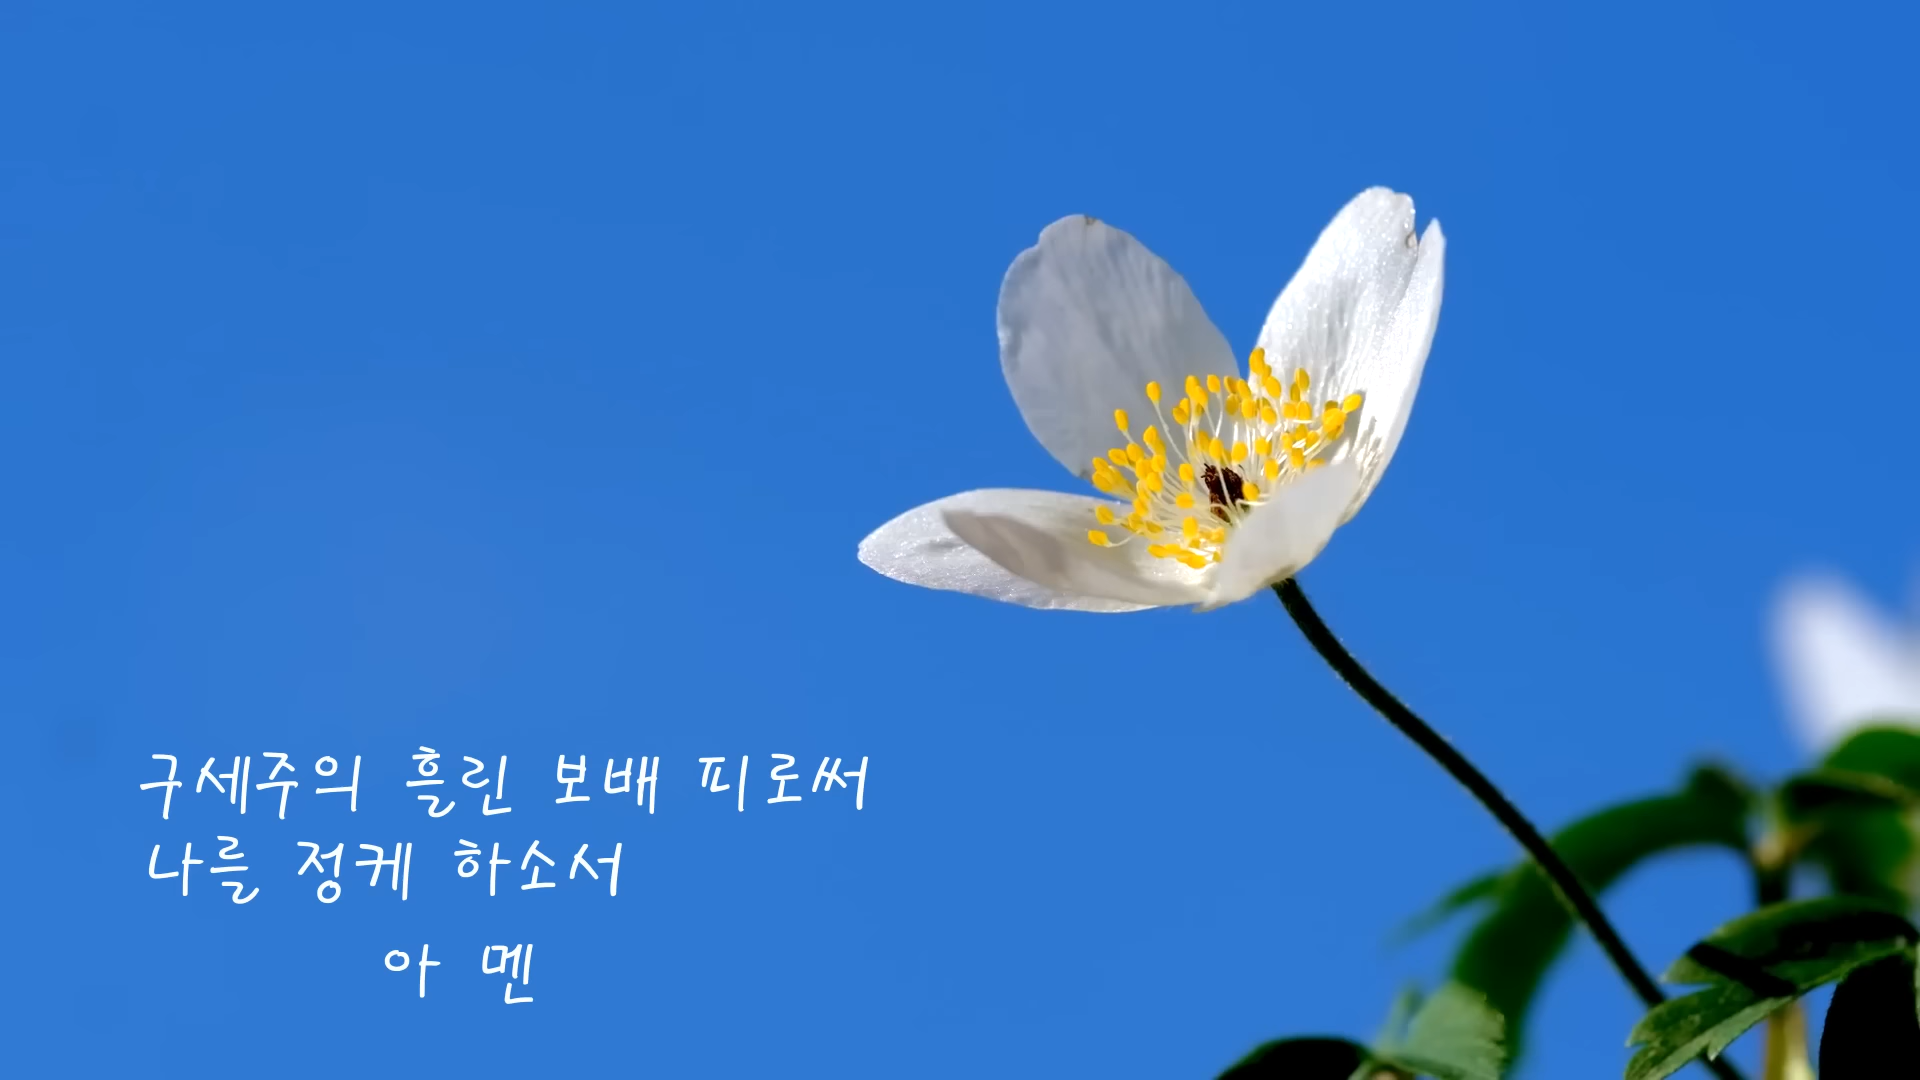 구세주의 흘린 보배 피로써
나를 정케 하소서
아 멘